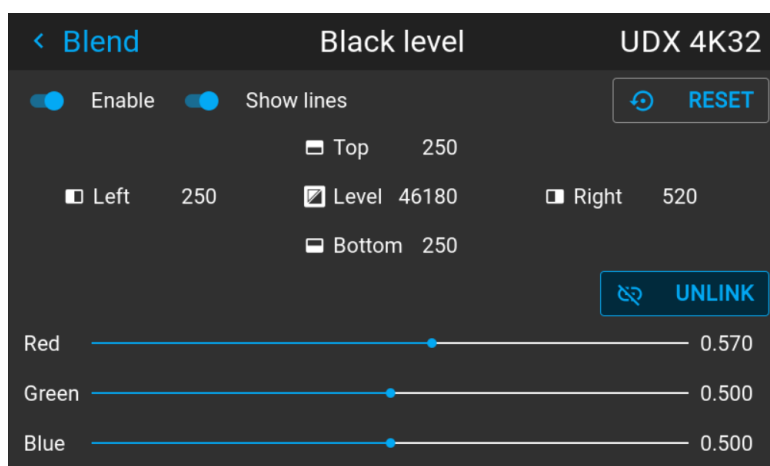 Blend Black level UDX 4K32
Enable Show lines RESET
Top 250
Left 250 Level 46180 Right 520
Bottom 250
UNLINK
Red 0.570
Green 0.500
Blue 0.500